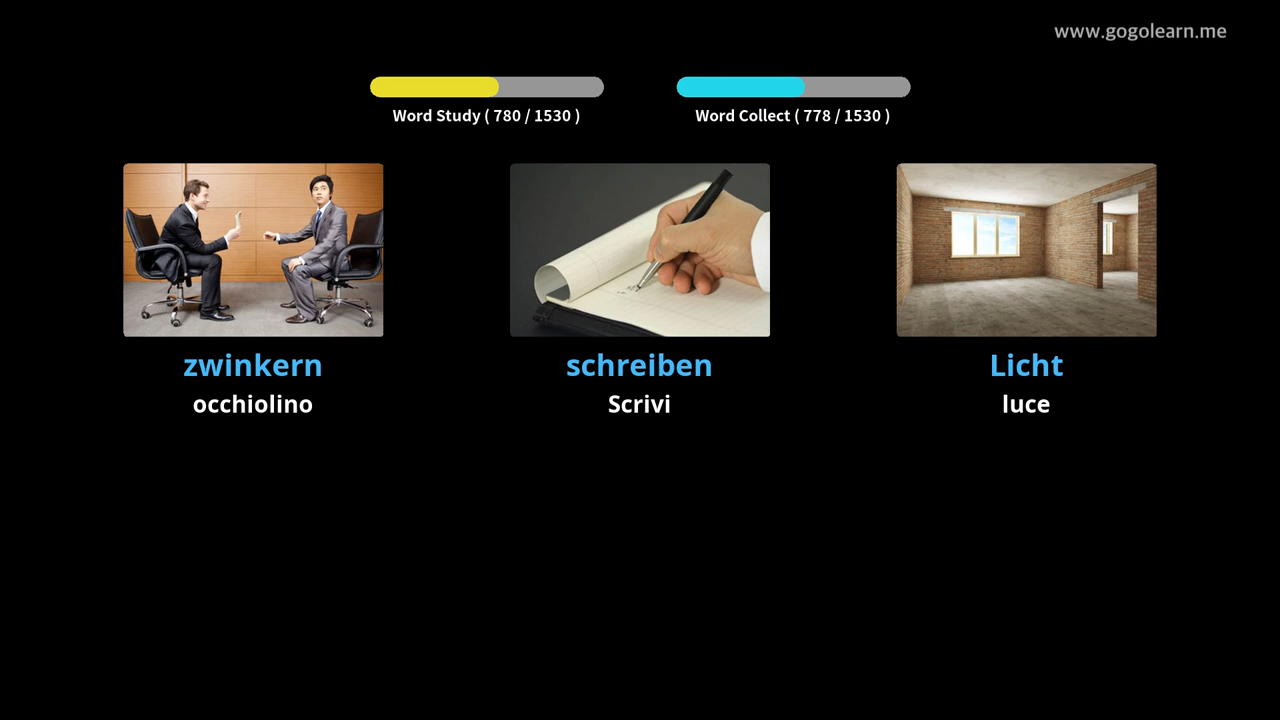 www.gogolearn.me
Word Study ( 780 / 1530 )
Word Collect ( 778 / 1530 )
zwinkern
schreiben
Licht
occhiolino
Scrivi
luce